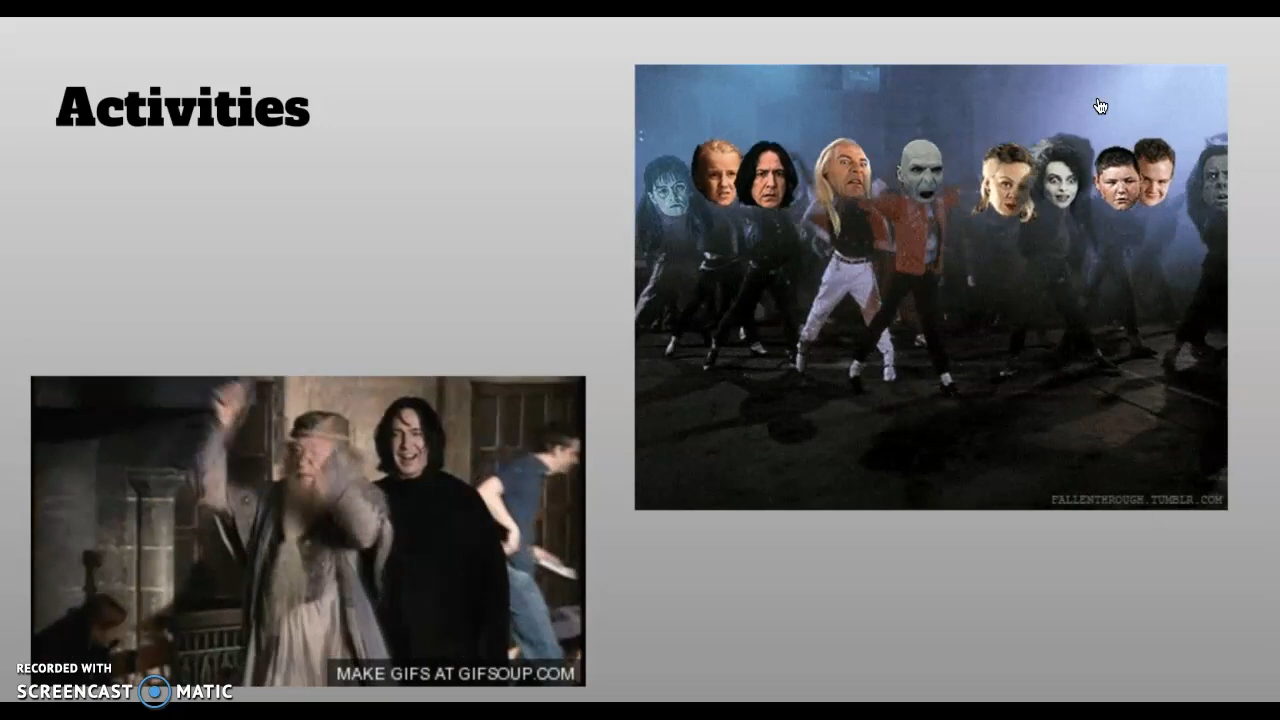 Activities
FALLENTHROUGH.TUMBLR.COM
MAKE GIFS AT GIFSOUP.COM
RECORDED WITH
SCREENCAST MATIC